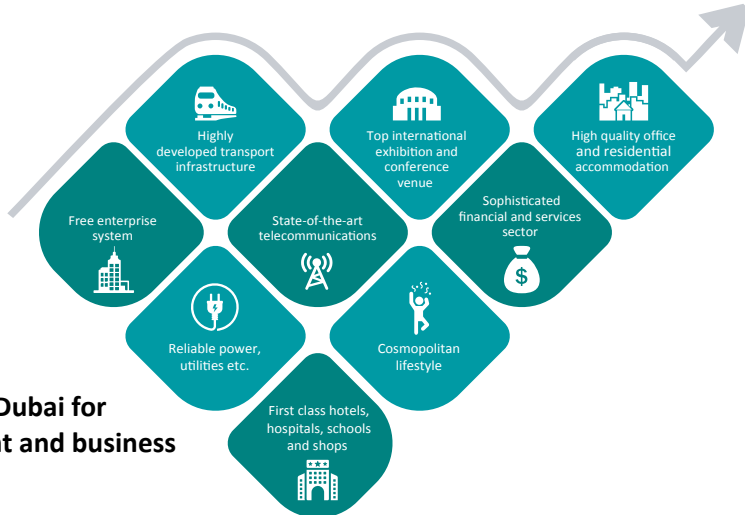 Highly
developed transport
infrastructure
Top international
exhibition and
conference
venue
High quality office
and residential
accommodation
Free enterprise
system
State-of-the-art
telecommunications
Sophisticated
financial and services
sector
$
Reliable power,
utilities etc.
Cosmopolitan
lifestyle
Dubai for
and business
First class hotels,
hospitals, schools
and shops